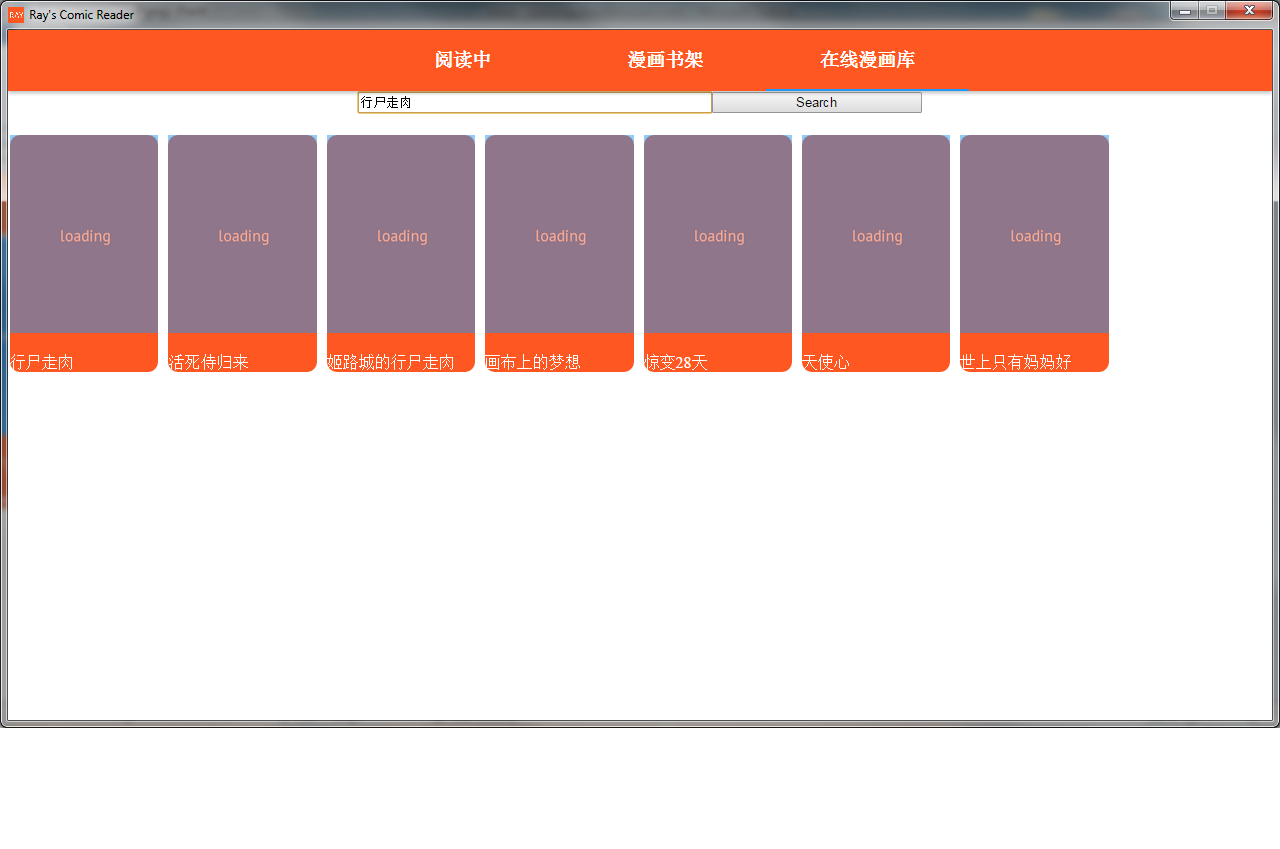 RAY Ray's Comic Reader
阅读中 漫画书架 在线漫画库
行尸走肉 Search
loading loading loading loading loading loading loading
行尸走肉 活死侍归来 姬路城的行尸走肉 画布上的梦想 惊变28天 天使心 世上只有妈妈好